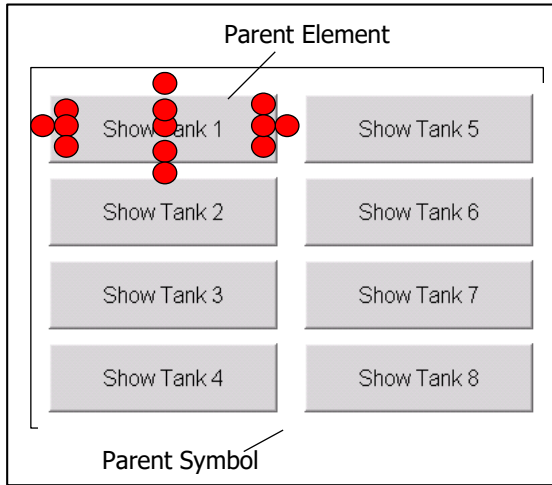 Parent Element
Show Tank 1
Show Tank 5
Show Tank 2
Show Tank 6
Show Tank 3
Show Tank 7
Show Tank 4
Show Tank 8
Parent Symbol